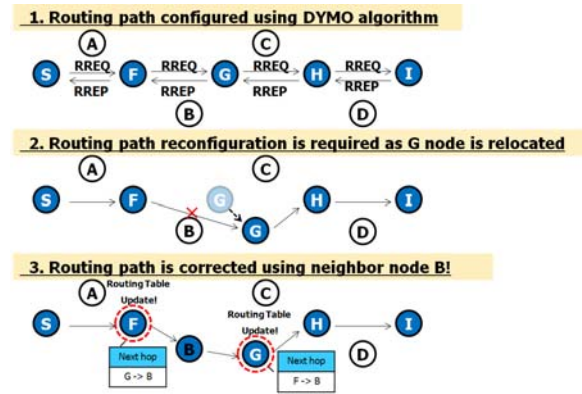 1. Routing path configured using DYMO algorithm
A C
S RREQ F RREQ G RREQ H RREQ I
RREP RREP RREP RREP
B D
2. Routing path reconfiguration is required as G node is relocated
A C
S F G H I
B G D
3. Routing path is corrected using neighbor node B!
A Routing Table C
Update!
Routing Table
Update!
S F H I
B G D
Next hop
G -> B
Next hop
F -> B